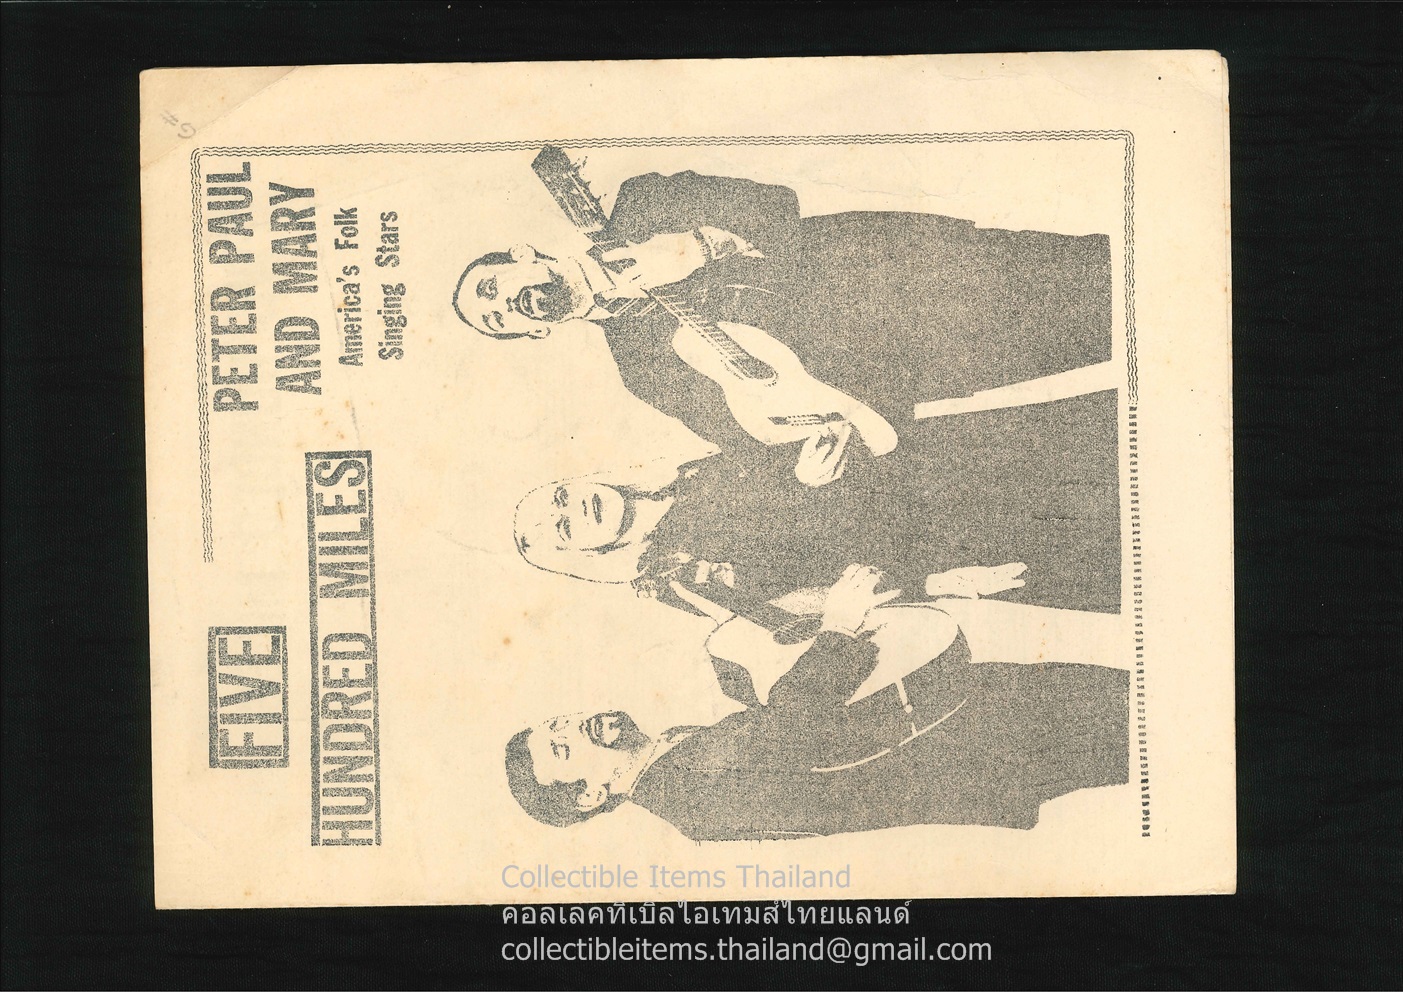 FIVE
HUNDRED MILES
PETER PAUL
AND MARY
America's Folk
Singing Stars
#5
Collectible Items Thailand
คอลเลคทิเบิลไอเทมส์ไทยแลนด์
collectibleitems.thailand@gmail.com